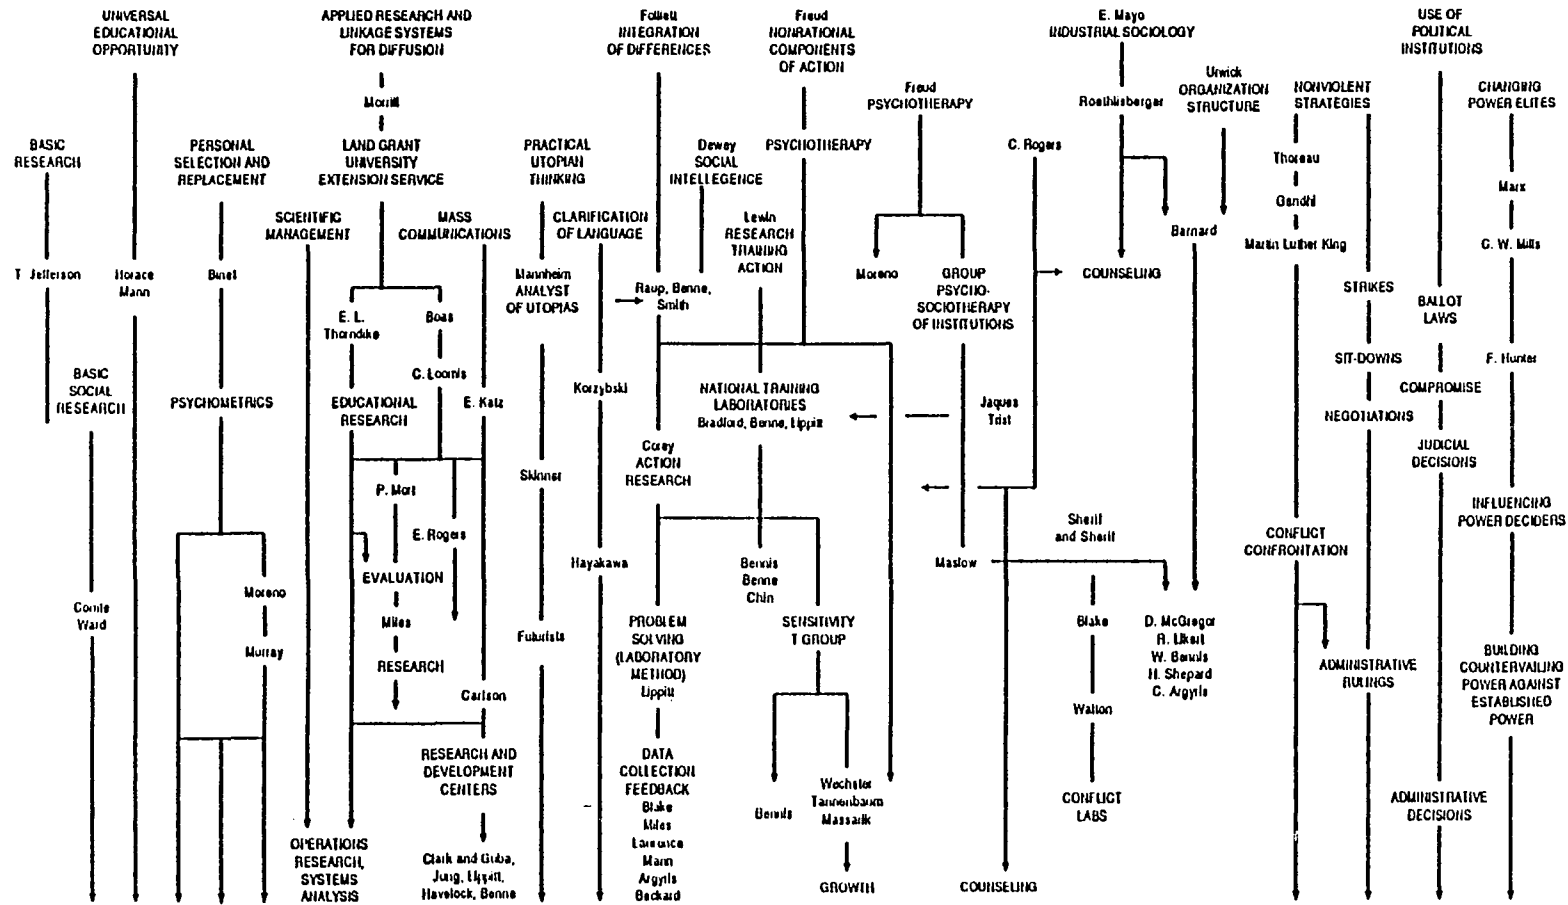 UNIVERSAL
EDUCATIONAL
OPPORTUNITY
APPLIED RESEARCH AND
LINKAGE SYSTEMS
FOR DIFFUSION
Follett
INTEGRATION
OF DIFFERENCES
Freud
NONRATIONAL
COMPONENTS
OF ACTION
E. Mayo
INDUSTRIAL SOCIOLOGY
USE OF
POLITICAL
INSTITUTIONS
Morrill
Freud
PSYCHOTHERAPY
Roethlisberger
Urwick
ORGANIZATION
STRUCTURE
NONVIOLENT
STRATEGIES
CHANGING
POWER ELITES
BASIC
RESEARCH
PERSONAL
SELECTION AND
REPLACEMENT
LAND GRANT
UNIVERSITY
EXTENSION SERVICE
PRACTICAL
UTOPIAN
THINKING
Dewey
SOCIAL
INTELLEGENCE
PSYCHOTHERAPY
C. Rogers
Thoreau
Gandhi
Martin Luther King
Marx
C. W. Mills
SCIENTIFIC
MANAGEMENT
MASS
COMMUNICATIONS
CLARIFICATION
OF LANGUAGE
Lewin
RESEARCH
TRAINING
ACTION
Barnard
T. Jefferson
Horace
Mann
Binet
Mannheim
ANALYST
OF UTOPIAS
Raup, Benne,
Smith
Moreno
GROUP
PSYCHO-
SOCIOTHERAPY
OF INSTITUTIONS
COUNSELING
STRIKES
BALLOT
LAWS
E. L.
Thorndike
Boas
C. Loomis
SIT-DOWNS
F. Hunter
BASIC
SOCIAL
RESEARCH
PSYCHOMETRICS
EDUCATIONAL
RESEARCH
E. Katz
Korzybski
NATIONAL TRAINING
LABORATORIES
Bradford, Benne, Lippitt
Jaques
Trist
COMPROMISE
NEGOTIATIONS
Corey
ACTION
RESEARCH
JUDICIAL
DECISIONS
P. Mort
Skinner
INFLUENCING
POWER DECIDERS
E. Rogers
Sherif
and Sherif
CONFLICT
CONFRONTATION
EVALUATION
Hayakawa
Bennis
Benne
Chin
Maslow
Comte
Ward
Moreno
Murray
Miles
RESEARCH
Futurists
PROBLEM
SOLVING
(LABORATORY
METHOD)
Lippitt
SENSITIVITY
T GROUP
Blake
D. McGregor
R. Likert
W. Bennis
H. Shepard
C. Argyris
ADMINISTRATIVE
RULINGS
BUILDING
COUNTERVAILING
POWER AGAINST
ESTABLISHED
POWER
Carlson
Walton
RESEARCH AND
DEVELOPMENT
CENTERS
DATA
COLLECTION
FEEDBACK
Blake
Miles
Lawrence
Mann
Argyris
Beckard
Bennis
Wechsler
Tannenbaum
Massarik
CONFLICT
LABS
ADMINISTRATIVE
DECISIONS
OPERATIONS
RESEARCH,
SYSTEMS
ANALYSIS
Clark and Guba,
Jung, Lippitt,
Havelock, Benne
GROWTH
COUNSELING